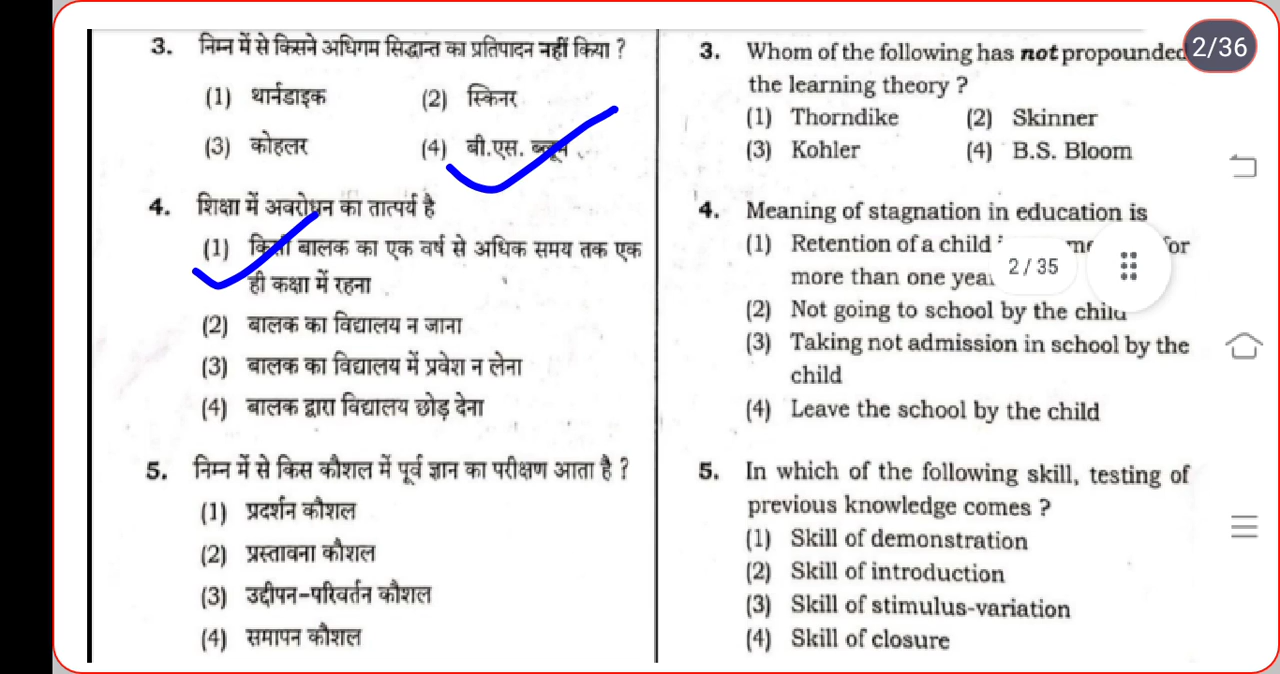 3. निम्न में से किसने अधिगम सिद्धान्त का प्रतिपादन नहीं किया ?
(1) थार्नडाइक (2) स्किनर
(3) कोहलर (4) बी.एस. ब्लूम
4. शिक्षा में अवरोधन का तात्पर्य है
(1) किसी बालक का एक वर्ष से अधिक समय तक एक
ही कक्षा में रहना
(2) बालक का विद्यालय न जाना
(3) बालक का विद्यालय में प्रवेश न लेना
(4) बालक द्वारा विद्यालय छोड़ देना
5. निम्न में से किस कौशल में पूर्व ज्ञान का परीक्षण आता है ?
(1) प्रदर्शन कौशल
(2) प्रस्तावना कौशल
(3) उद्दीपन-परिवर्तन कौशल
(4) समापन कौशल
3. Whom of the following has not propounded
the learning theory ?
(1) Thorndike (2) Skinner
(3) Kohler (4) B.S. Bloom
4. Meaning of stagnation in education is
(1) Retention of a child for
more than one year
(2) Not going to school by the child
(3) Taking not admission in school by the
child
(4) Leave the school by the child
5. In which of the following skill, testing of
previous knowledge comes ?
(1) Skill of demonstration
(2) Skill of introduction
(3) Skill of stimulus-variation
(4) Skill of closure
2/36
2 / 35